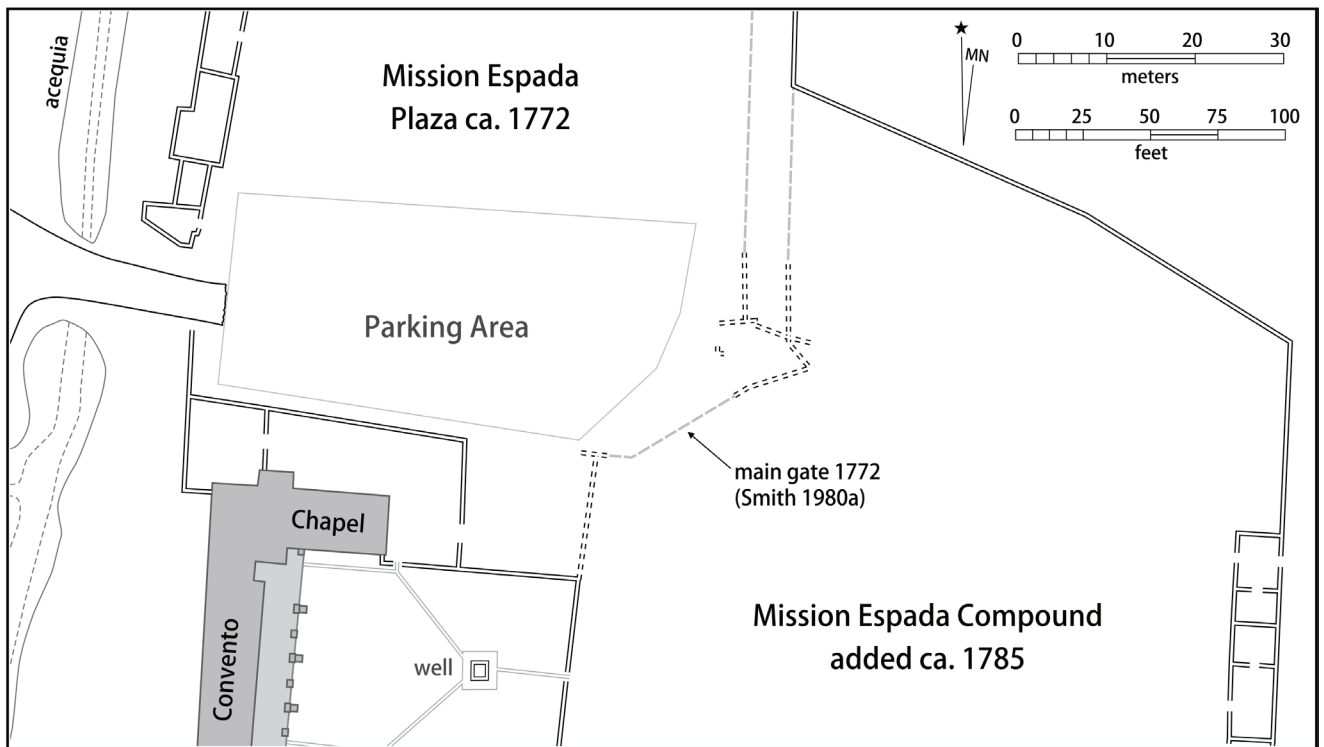 acequia
Mission Espada
Plaza ca. 1772
MN
0 10 20 30
meters
0 25 50 75 100
feet
Parking Area
main gate 1772
(Smith 1980a)
Chapel
Convento
well
Mission Espada Compound
added ca. 1785